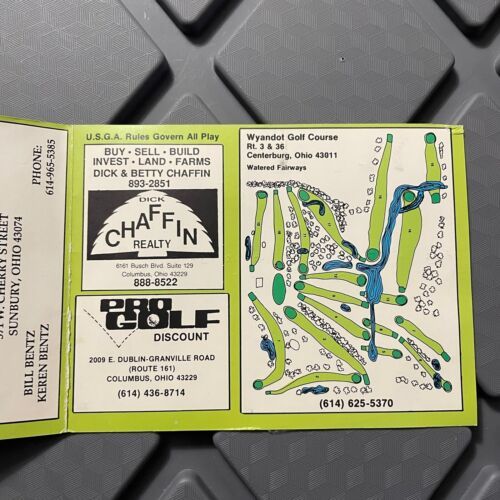 PHONE:
614-965-5385
571 W. CHERRY STREET
SUNBURY, OHIO 43074
BILL BENTZ
KEREN BENTZ
U.S.G.A. Rules Govern All Play
BUY • SELL • BUILD
INVEST • LAND • FARMS
DICK & BETTY CHAFFIN
893-2851
DICK
CHAFFIN
REALTY
6161 Busch Blvd. Suite 129
Columbus, Ohio 43229
888-8522
PRO
GOLF
DISCOUNT
2009 E. DUBLIN-GRANVILLE ROAD
(ROUTE 161)
COLUMBUS, OHIO 43229
(614) 436-8714
Wyandot Golf Course
Rt. 3 & 36
Centerburg, Ohio 43011
Watered Fairways
(614) 625-5370